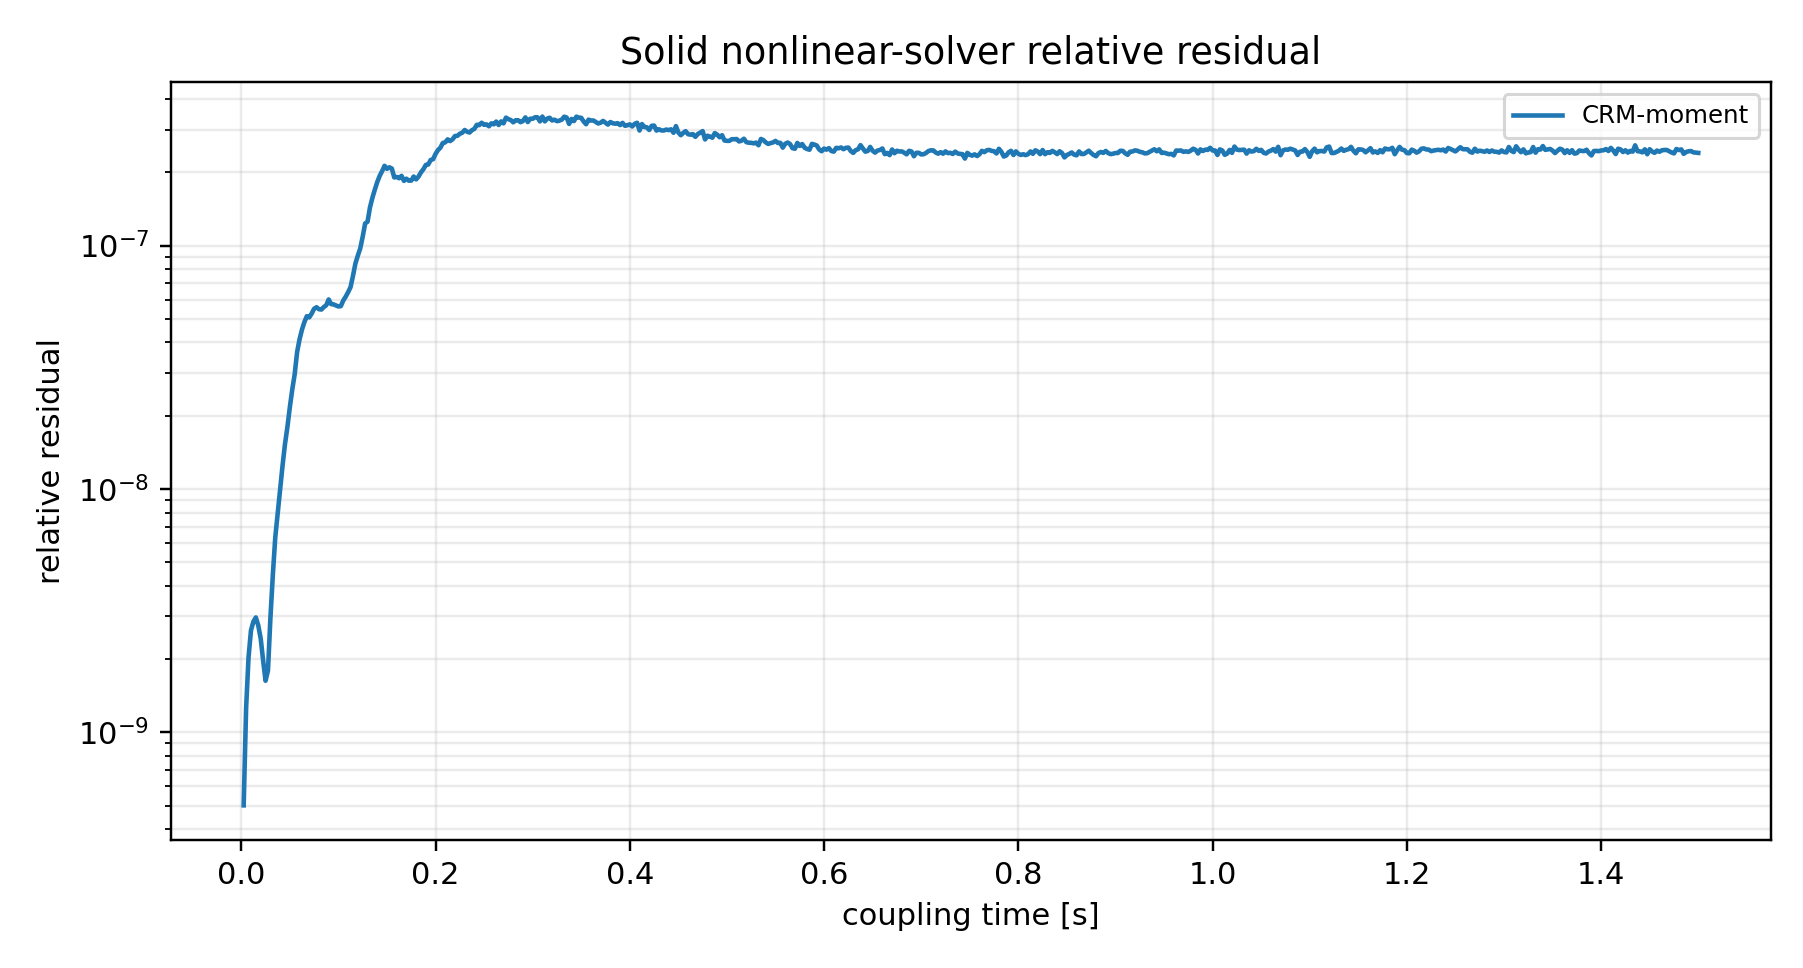 Solid nonlinear-solver relative residual
CRM-moment
relative residual
10⁻⁷
10⁻⁸
10⁻⁹
0.0 0.2 0.4 0.6 0.8 1.0 1.2 1.4
coupling time [s]